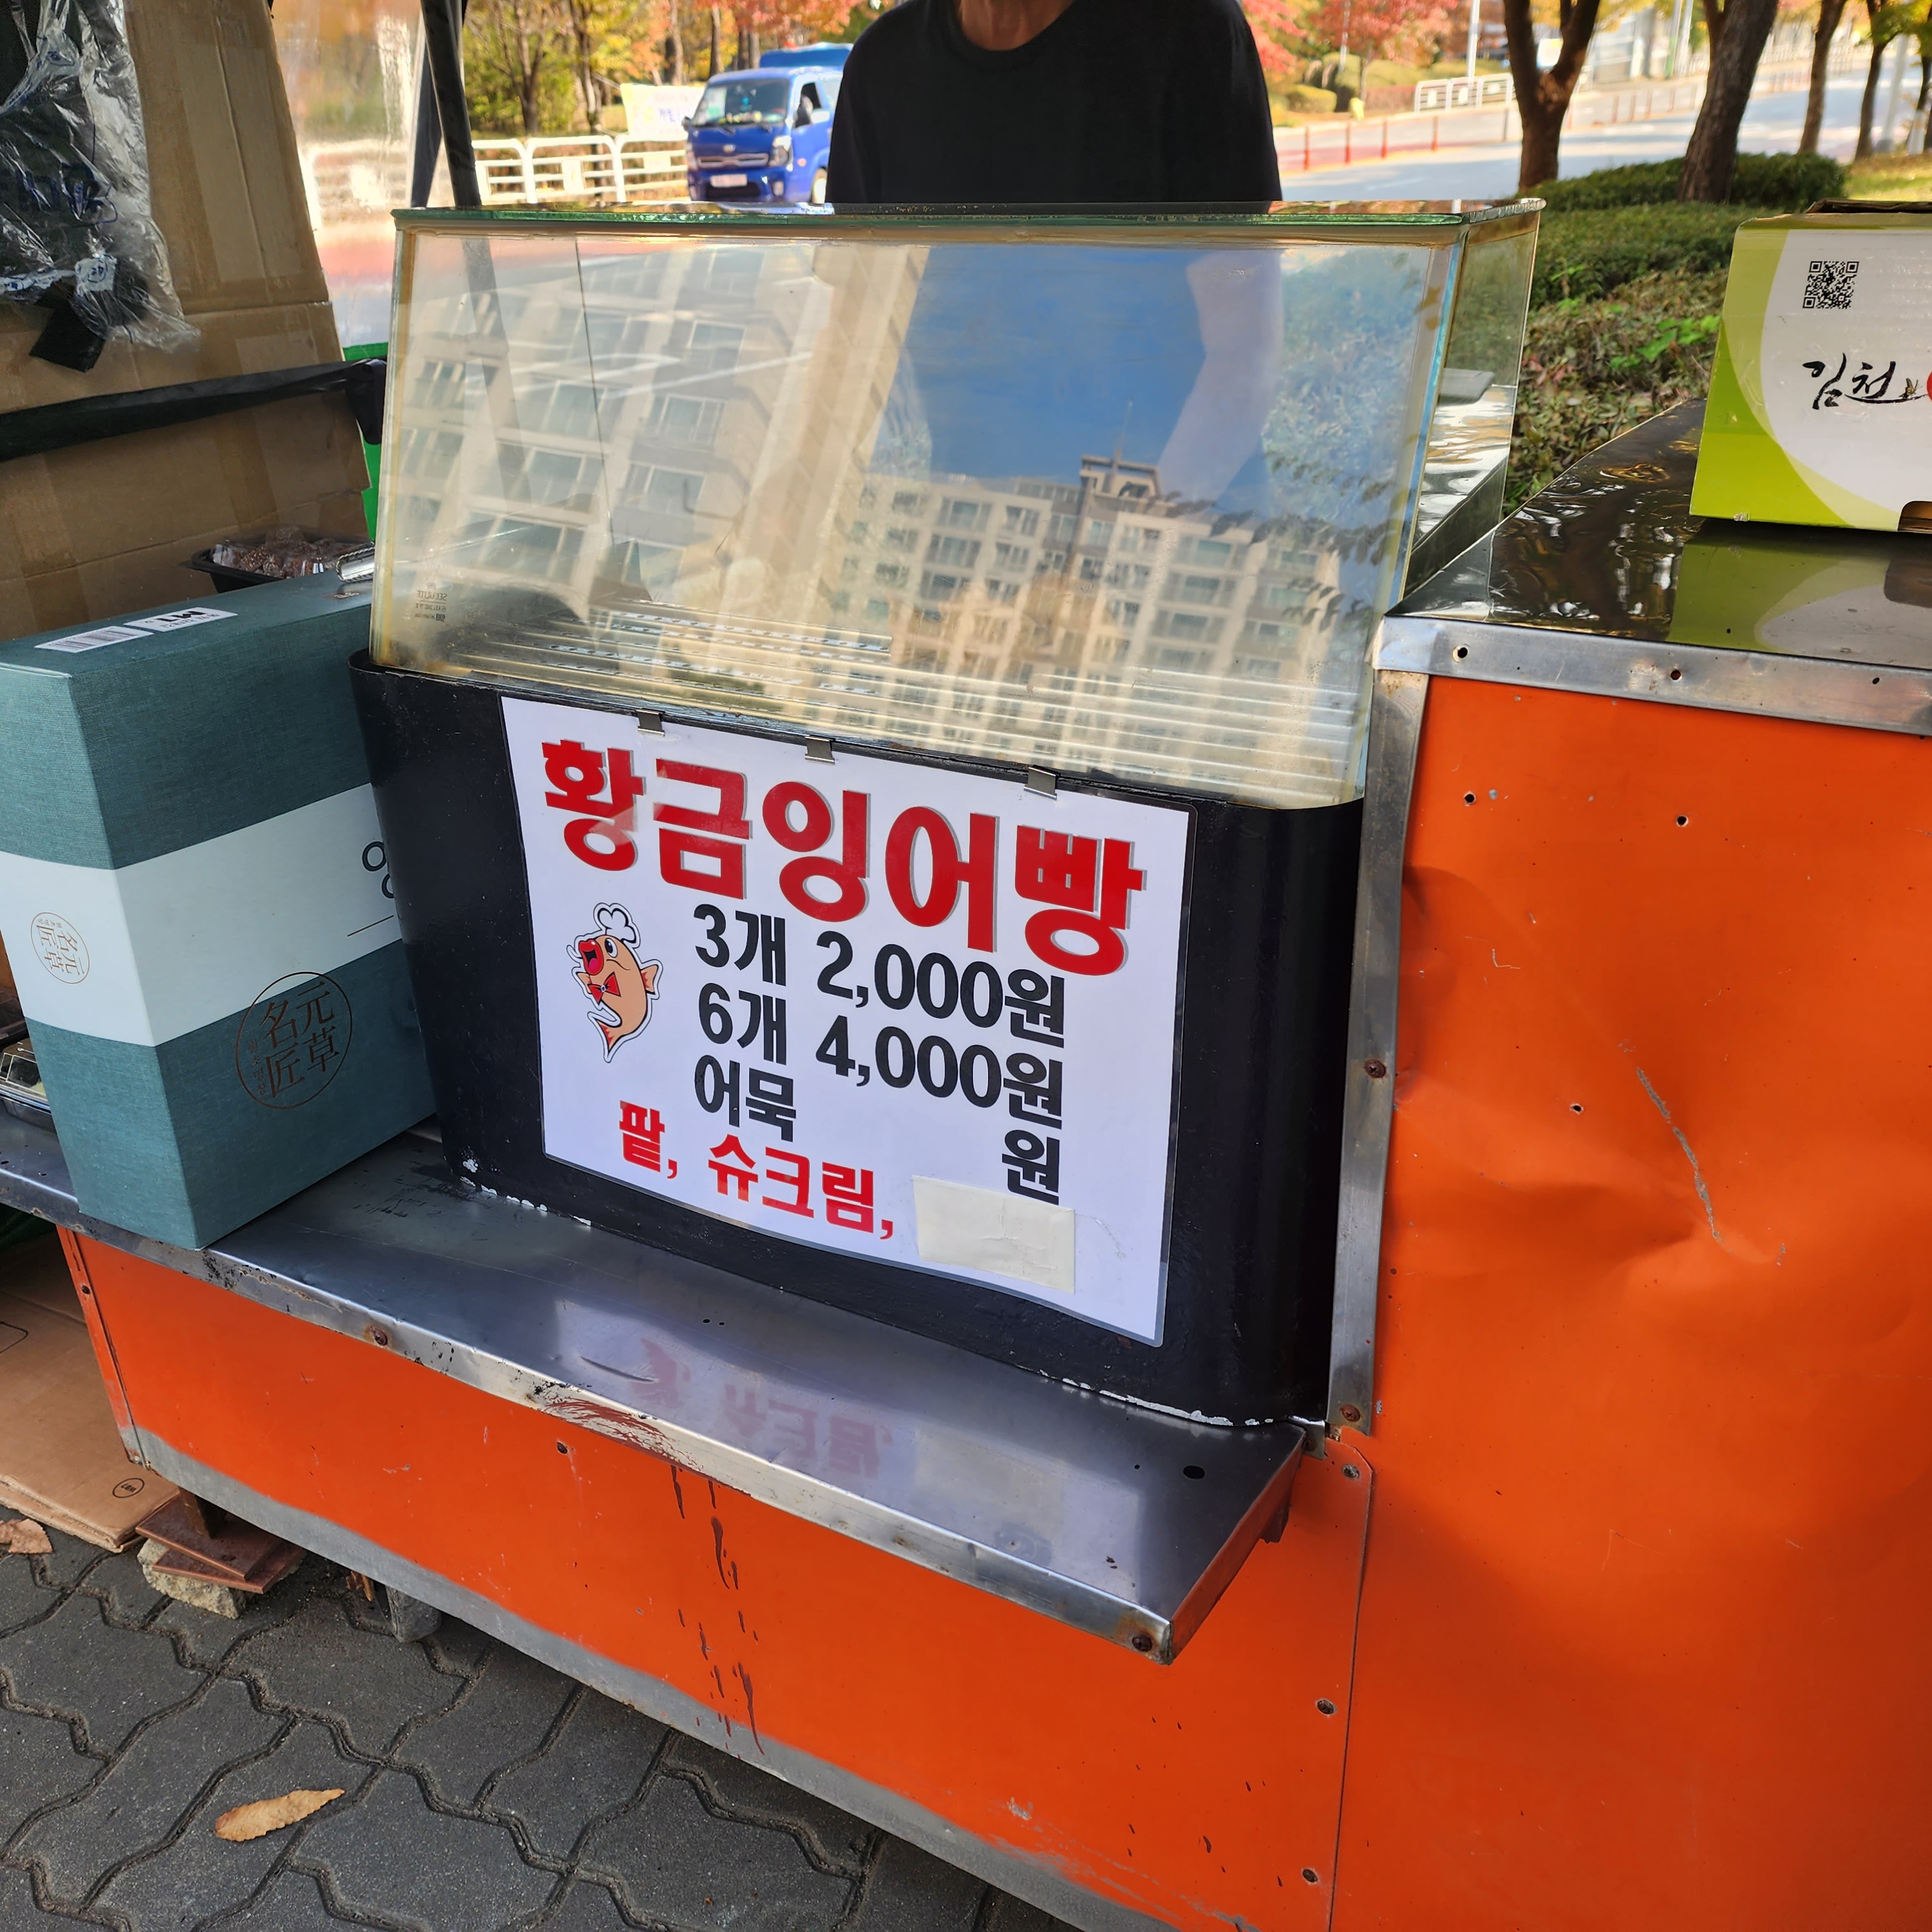 황금잉어빵
3개 2,000원
6개 4,000원
어묵 원
팥, 슈크림,
김천
元草
名匠